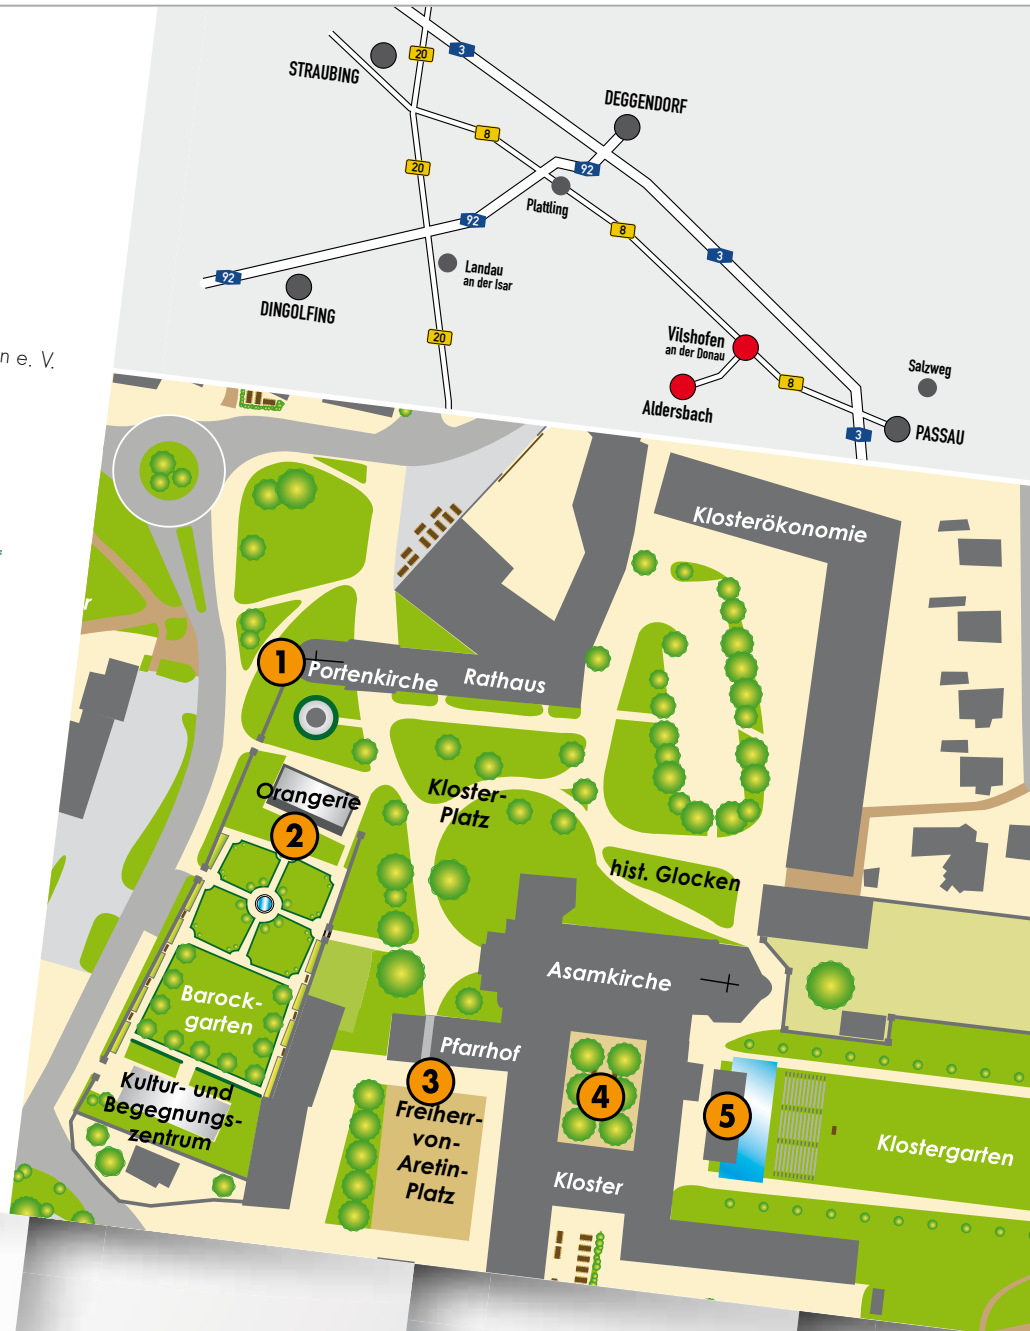 20
3
STRAUBING
DEGGENDORF
8
20
92
Plattling
92
8
3
Landau
an der Isar
92
DINGOLFING
20
Vilshofen
an der Donau
Salzweg
8
Aldersbach
3
PASSAU
n e. V.
Klosterökonomie
r
1
Portenkirche
Rathaus
Orangerie
Kloster-
Platz
2
hist. Glocken
Asamkirche
Barock-
garten
Pfarrhof
3
4
5
Kultur- und
Begegnungs-
zentrum
Freiherr-
von-
Aretin-
Platz
Klostergarten
Kloster